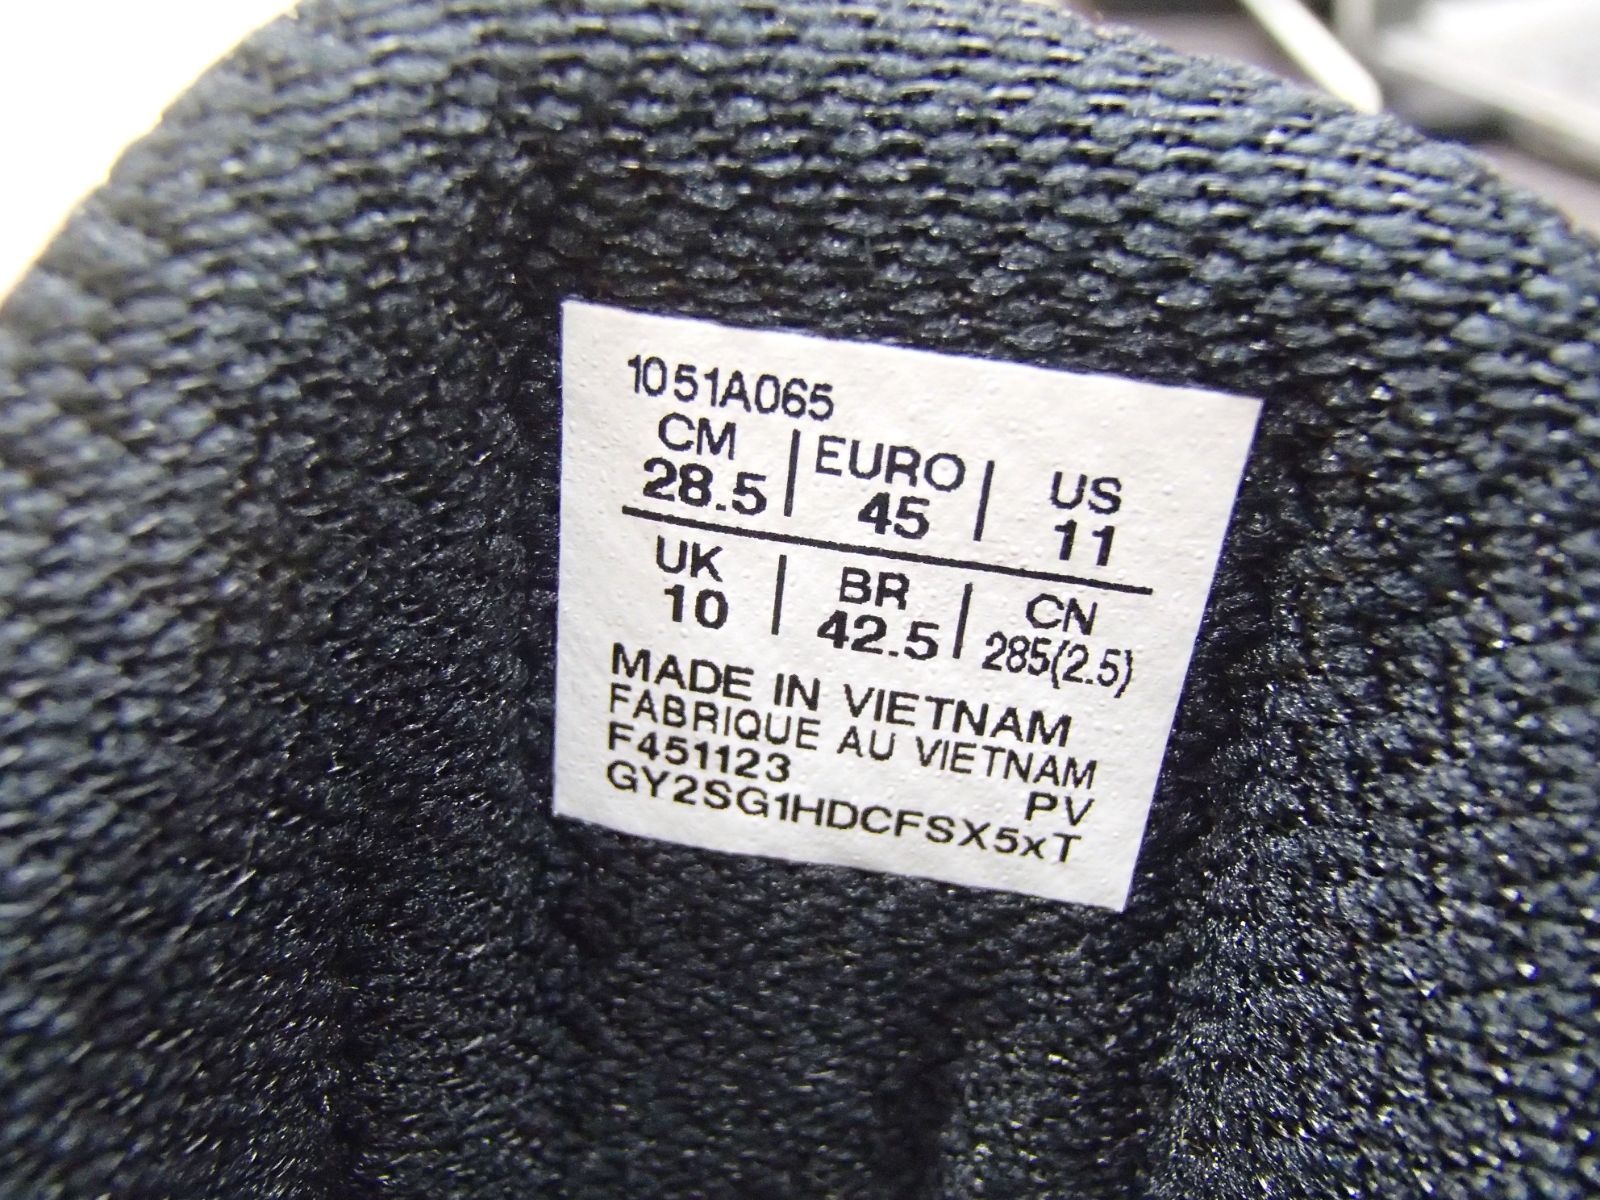 1051A065
CM | EURO | US
28.5 | 45 | 11
UK | BR | CN
10 | 42.5 | 285(2.5)
MADE IN VIETNAM
FABRIQUE AU VIETNAM
F451123 PV
GY2SG1HDCFSX5xT